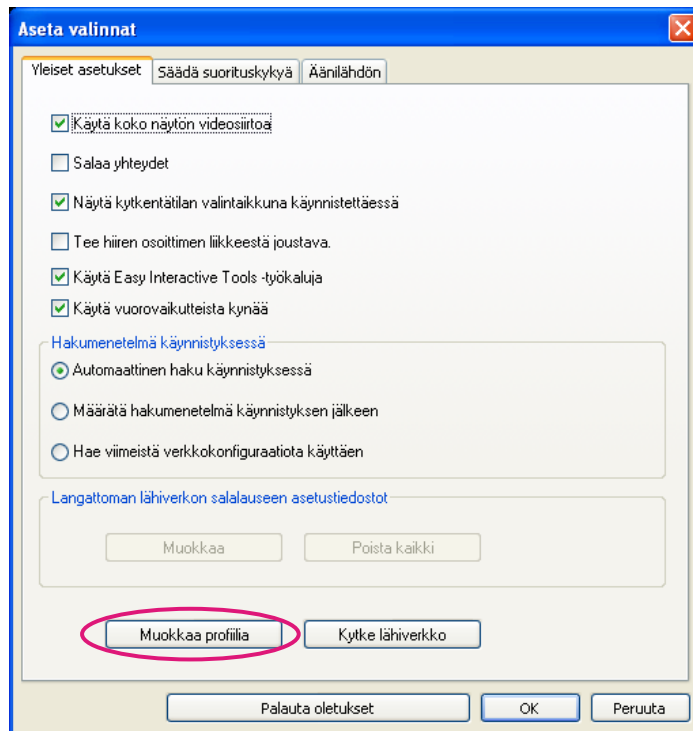 Aseta valinnat
Yleiset asetukset Säädä suorituskykyä Äänilähdön
Käytä koko näytön videosiirtoa
Salaa yhteydet
Näytä kytkentätilan valintaikkuna käynnistettäessä
Tee hiiren osoittimen liikkeestä joustava.
Käytä Easy Interactive Tools -työkaluja
Käytä vuorovaikutteista kynää
Hakumenetelmä käynnistyksessä
Automaattinen haku käynnistyksessä
Määrätä hakumenetelmä käynnistyksen jälkeen
Hae viimeistä verkkokonfiguraatiota käyttäen
Langattoman lähiverkon salalauseen asetustiedostot
Muokkaa Poista kaikki
Muokkaa profiilia Kytke lähiverkko
Palauta oletukset OK Peruuta